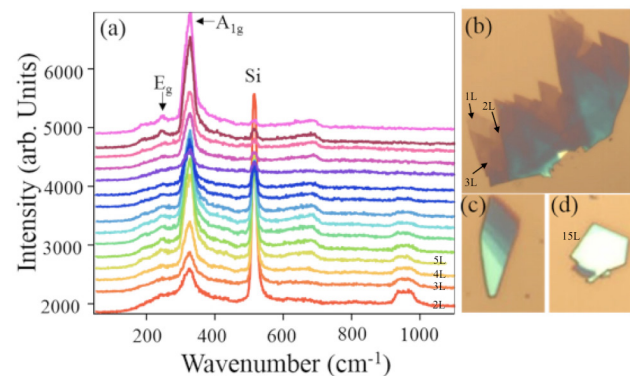 (a)
A1g
Eg
Si
6000
5000
4000
3000
2000
Intensity (arb. Units)
5L
4L
3L
2L
200
400
600
800
1000
Wavenumber (cm-1)
(b)
1L
2L
3L
(c)
(d)
15L